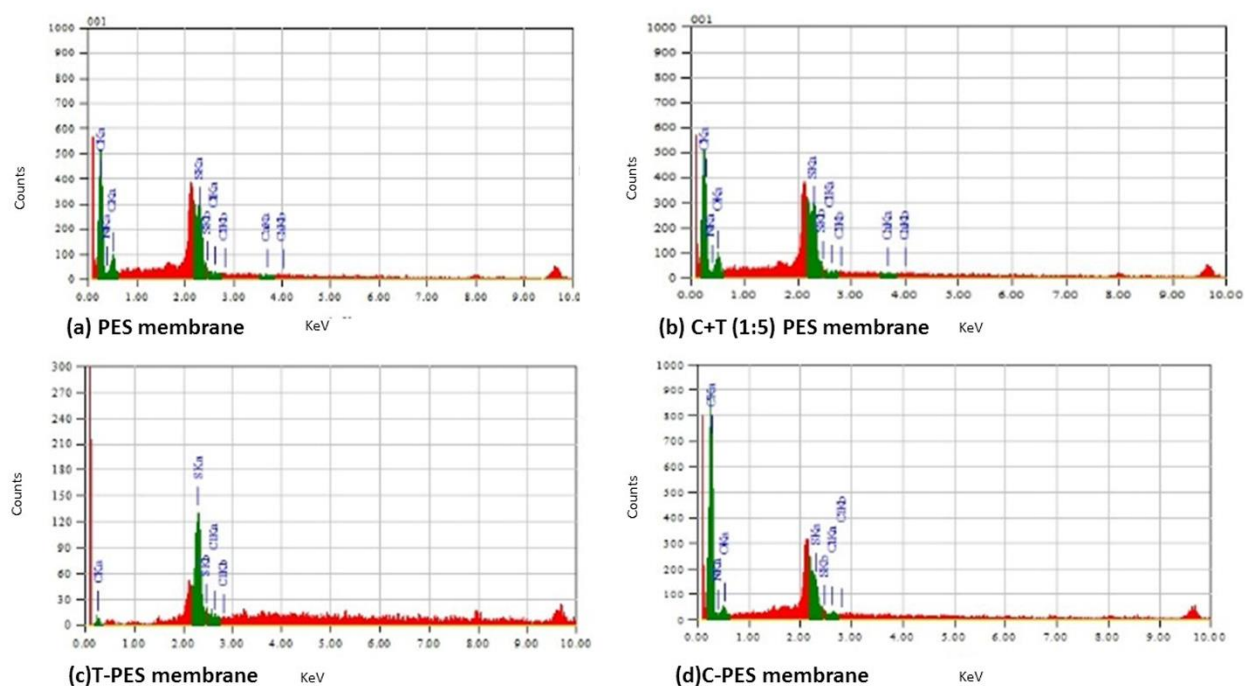 001
1000
900
800
700
600
500
400
300
200
100
0
Counts
CKa
NKa
OKa
SKa
SKb
ClKa
ClKb
CaKa
CaKb
0.00 1.00 2.00 3.00 4.00 5.00 6.00 7.00 8.00 9.00 10.0
(a) PES membrane KeV
001
1000
900
800
700
600
500
400
300
200
100
0
Counts
CKa
NKa
OKa
SKa
SKb
ClKa
ClKb
CaKa
CaKb
0.00 1.00 2.00 3.00 4.00 5.00 6.00 7.00 8.00 9.00 10.00
(b) C+T (1:5) PES membrane KeV
300
270
240
210
180
150
120
90
60
30
0
Counts
CKa
SKa
SKb
ClKa
ClKb
0.00 1.00 2.00 3.00 4.00 5.00 6.00 7.00 8.00 9.00 10.00
(c)T-PES membrane KeV
1000
900
800
700
600
500
400
300
200
100
0
Counts
CKa
NKa
OKa
SKa
SKb
ClKa
ClKb
0.00 1.00 2.00 3.00 4.00 5.00 6.00 7.00 8.00 9.00 10.00
(d)C-PES membrane KeV